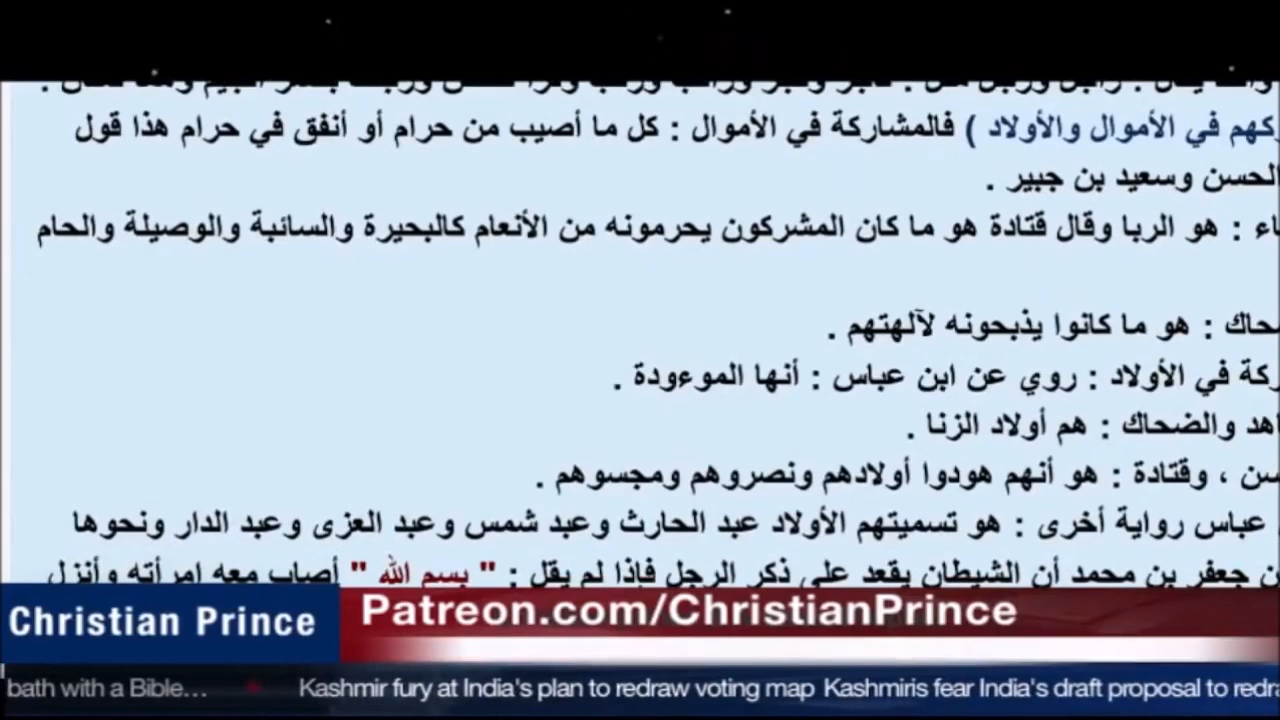 كهم في الأموال والأولاد ) فالمشاركة في الأموال : كل ما أصيب من حرام أو أنفق في حرام هذا قول
الحسن وسعيد بن جبير .
اء : هو الربا وقال قتادة هو ما كان المشركون يحرمونه من الأنعام كالبحيرة والسائبة والوصيلة والحام
حاك : هو ما كانوا يذبحونه لآلهتهم .
ركة في الأولاد : روي عن ابن عباس : أنها الموءودة .
هد والضحاك : هم أولاد الزنا .
سن ، وقتادة : هو أنهم هودوا أولادهم ونصروهم ومجسوهم .
عباس رواية أخرى : هو تسميتهم الأولاد عبد الحارث وعبد شمس وعبد العزى وعبد الدار ونحوها
ن جعفر بن محمد أن الشيطان يقعد على ذكر الرجل فإذا لم يقل : " بسم الله " أصاب معه امرأته وأنزل
Christian Prince
Patreon.com/ChristianPrince
bath with a Bible... Kashmir fury at India's plan to redraw voting map Kashmiris fear India's draft proposal to redra